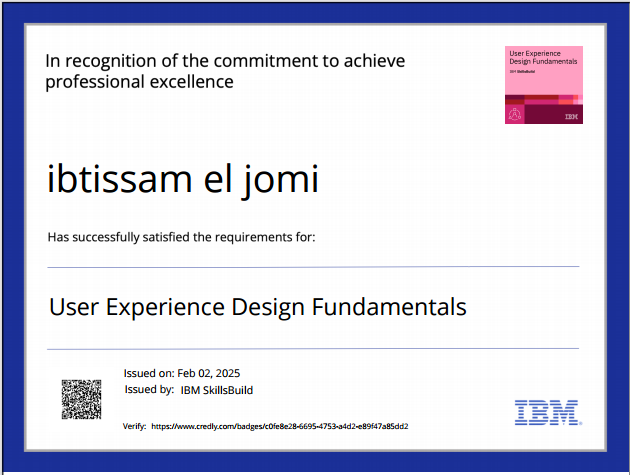 In recognition of the commitment to achieve
professional excellence
User Experience
Design Fundamentals
IBM SkillsBuild
IBM
ibtissam el jomi
Has successfully satisfied the requirements for:
User Experience Design Fundamentals
Issued on: Feb 02, 2025
Issued by: IBM SkillsBuild
Verify: https://www.credly.com/badges/c0fe8e28-6695-4753-a4d2-e89f47a85dd2
IBM